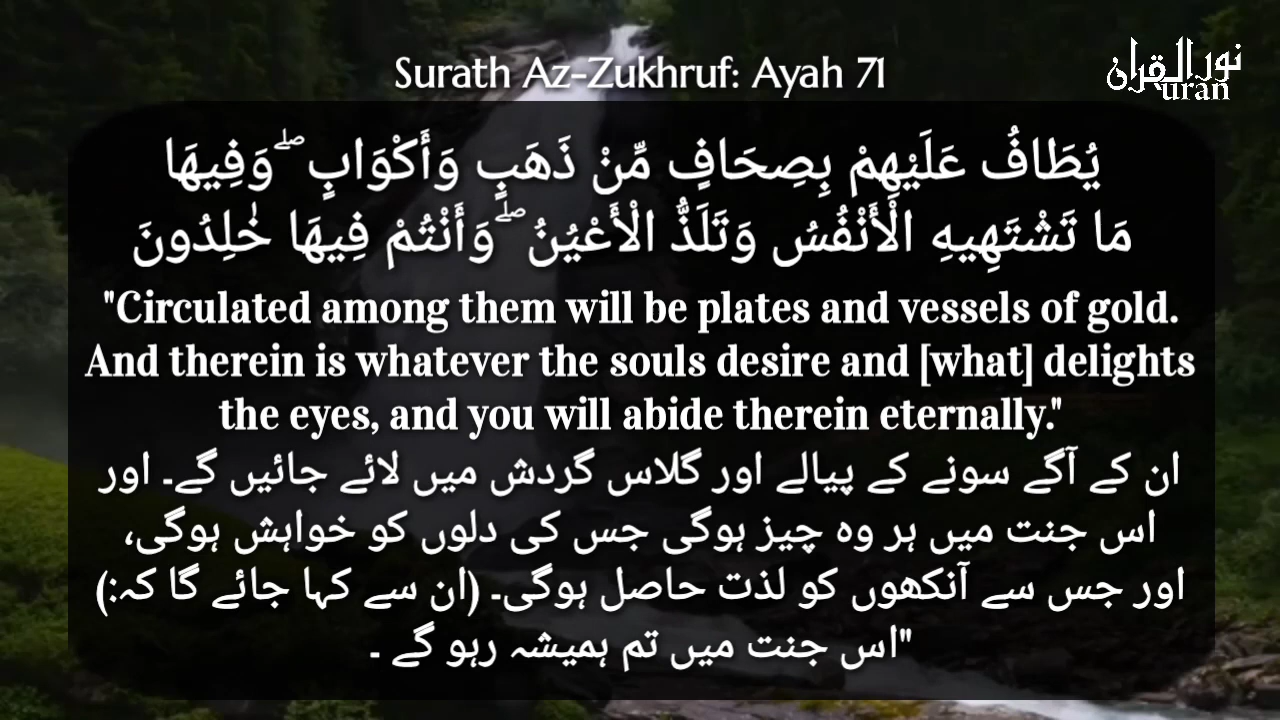 Surath Az-Zukhruf: Ayah 71
نور القران
uran
يُطَافُ عَلَيْهِمْ بِصِحَافٍ مِّنْ ذَهَبٍ وَأَكْوَابٍ ۖ وَفِيهَا
مَا تَشْتَهِيهِ الْأَنْفُسُ وَتَلَذُّ الْأَعْيُنُ ۖ وَأَنْتُمْ فِيهَا خٰلِدُونَ
"Circulated among them will be plates and vessels of gold.
And therein is whatever the souls desire and [what] delights
the eyes, and you will abide therein eternally."
ان کے آگے سونے کے پیالے اور گلاس گردش میں لائے جائیں گے۔ اور
اس جنت میں ہر وہ چیز ہوگی جس کی دلوں کو خواہش ہوگی،
اور جس سے آنکھوں کو لذت حاصل ہوگی۔ (ان سے کہا جائے گا کہ:)
"اس جنت میں تم ہمیشہ رہو گے ۔